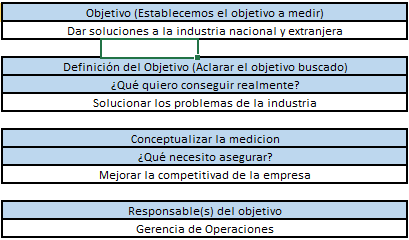 Objetivo (Establecemos el objetivo a medir)
Dar soluciones a la industria nacional y extranjera
Definición del Objetivo (Aclarar el objetivo buscado)
¿Qué quiero conseguir realmente?
Solucionar los problemas de la industria
Conceptualizar la medicion
¿Qué necesito asegurar?
Mejorar la competitivad de la empresa
Responsable(s) del objetivo
Gerencia de Operaciones